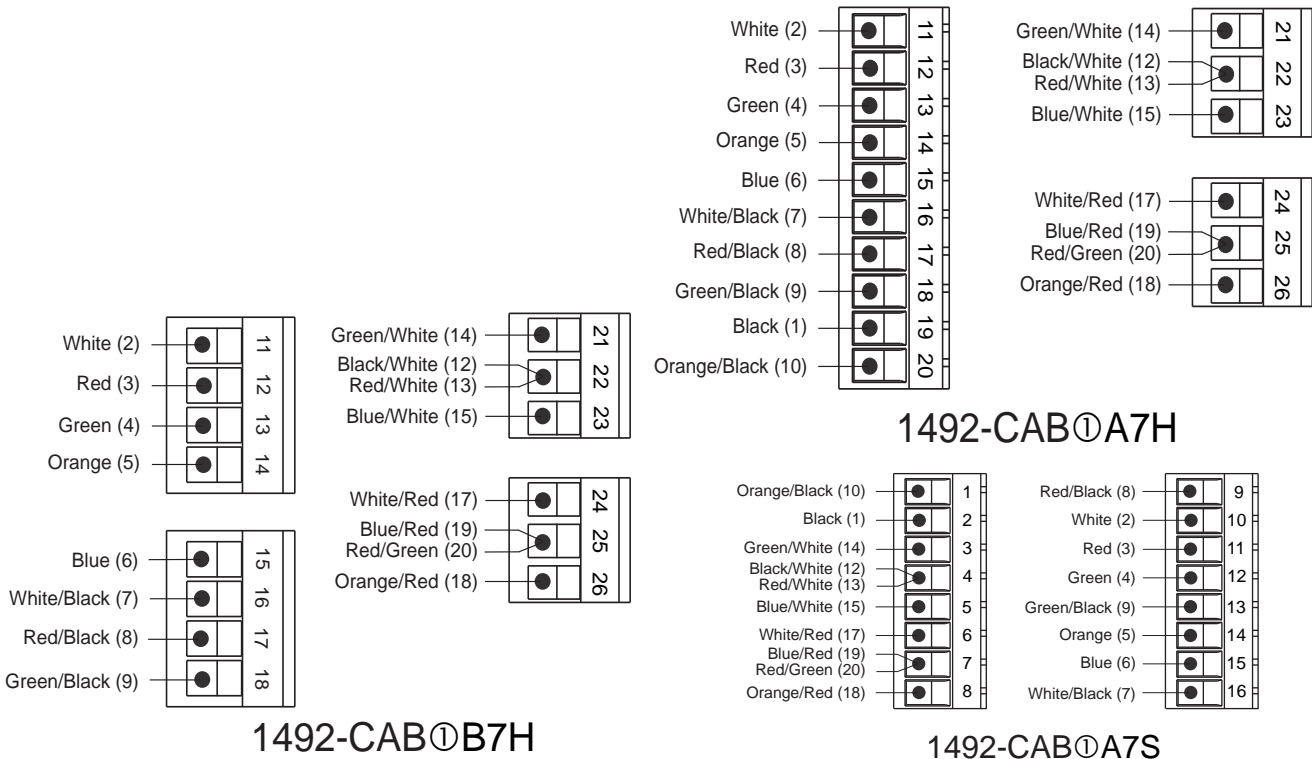 White (2) 11
Red (3) 12
Green (4) 13
Orange (5) 14
Blue (6) 15
White/Black (7) 16
Red/Black (8) 17
Green/Black (9) 18
Black (1) 19
Orange/Black (10) 20
Green/White (14) 21
Black/White (12)
Red/White (13) 22
Blue/White (15) 23
White/Red (17) 24
Blue/Red (19)
Red/Green (20) 25
Orange/Red (18) 26
1492-CAB①A7H
White (2) 11
Red (3) 12
Green (4) 13
Orange (5) 14
Blue (6) 15
White/Black (7) 16
Red/Black (8) 17
Green/Black (9) 18
Green/White (14) 21
Black/White (12)
Red/White (13) 22
Blue/White (15) 23
White/Red (17) 24
Blue/Red (19)
Red/Green (20) 25
Orange/Red (18) 26
1492-CAB①B7H
Orange/Black (10) 1
Black (1) 2
Green/White (14) 3
Black/White (12)
Red/White (13) 4
Blue/White (15) 5
White/Red (17) 6
Blue/Red (19)
Red/Green (20) 7
Orange/Red (18) 8
Red/Black (8) 9
White (2) 10
Red (3) 11
Green (4) 12
Green/Black (9) 13
Orange (5) 14
Blue (6) 15
White/Black (7) 16
1492-CAB①A7S